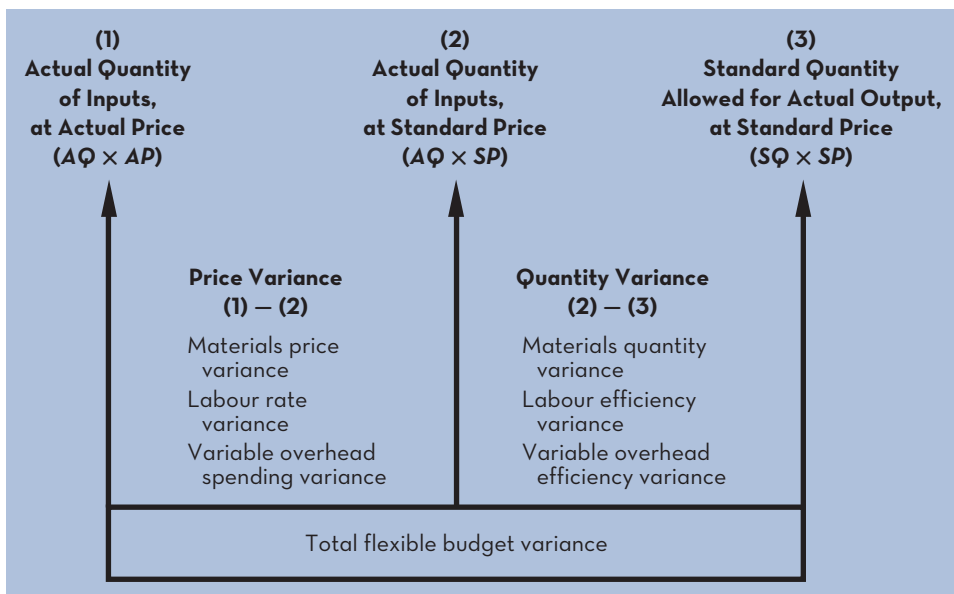 (1)
Actual Quantity
of Inputs,
at Actual Price
(AQ × AP)
(2)
Actual Quantity
of Inputs,
at Standard Price
(AQ × SP)
(3)
Standard Quantity
Allowed for Actual Output,
at Standard Price
(SQ × SP)
Price Variance
(1) – (2)
Materials price
variance
Labour rate
variance
Variable overhead
spending variance
Quantity Variance
(2) – (3)
Materials quantity
variance
Labour efficiency
variance
Variable overhead
efficiency variance
Total flexible budget variance